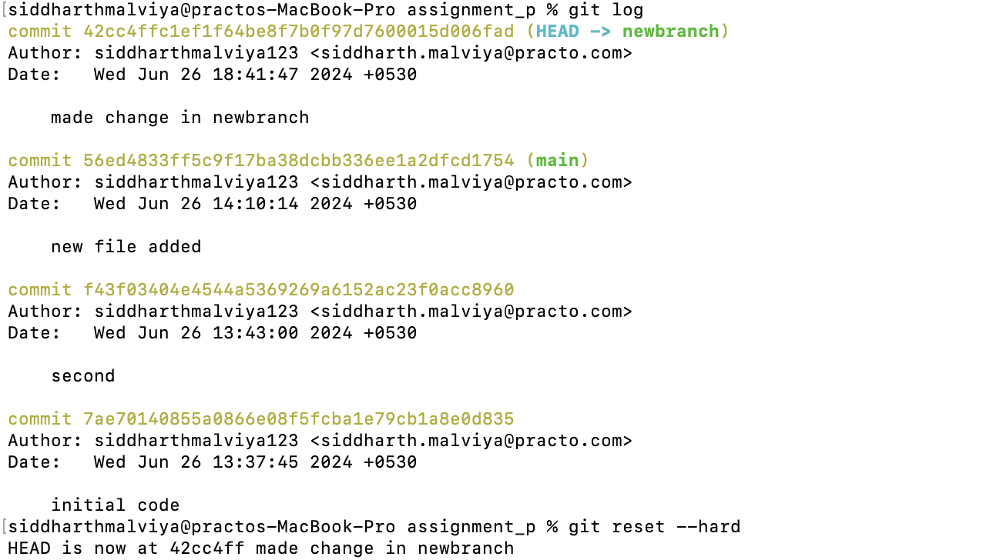 [siddharthmalviya@practos-MacBook-Pro assignment_p % git log
commit 42cc4ffc1ef1f64be8f7b0f97d7600015d006fad (HEAD -> newbranch)
Author: siddharthmalviya123 <siddharth.malviya@practo.com>
Date:   Wed Jun 26 18:41:47 2024 +0530
    made change in newbranch
commit 56ed4833ff5c9f17ba38dcbb336ee1a2dfcd1754 (main)
Author: siddharthmalviya123 <siddharth.malviya@practo.com>
Date:   Wed Jun 26 14:10:14 2024 +0530
    new file added
commit f43f03404e4544a5369269a6152ac23f0acc8960
Author: siddharthmalviya123 <siddharth.malviya@practo.com>
Date:   Wed Jun 26 13:43:00 2024 +0530
    second
commit 7ae70140855a0866e08f5fcba1e79cb1a8e0d835
Author: siddharthmalviya123 <siddharth.malviya@practo.com>
Date:   Wed Jun 26 13:37:45 2024 +0530
    initial code
[siddharthmalviya@practos-MacBook-Pro assignment_p % git reset --hard
HEAD is now at 42cc4ff made change in newbranch